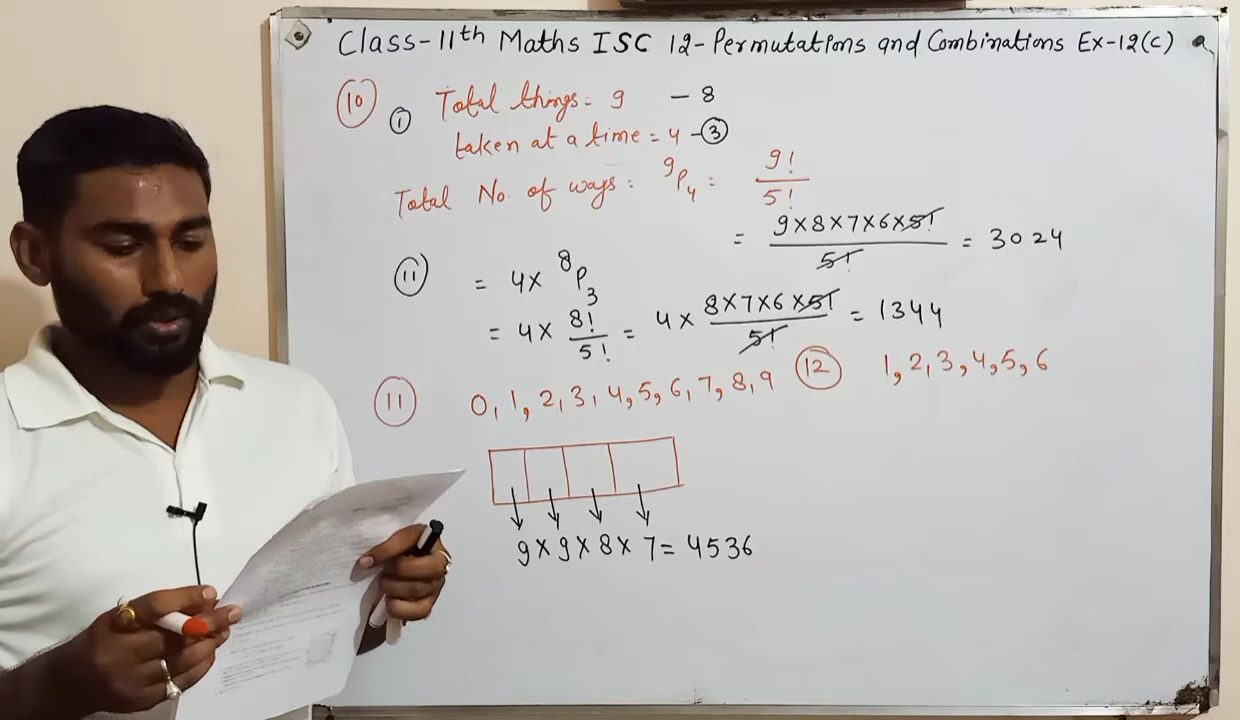 Class-11th Maths ISC 12-Permutations and Combinations Ex-12(c)
10 i Total things = 9 - 8
taken at a time = 4 - 3
Total No. of ways = ⁹P₄ = 9! / 5!
= 9×8×7×6×5! / 5! = 3024
ii = 4× ⁸P₃
= 4× 8! / 5! = 4× 8×7×6×5! / 5! = 1344
11 0, 1, 2, 3, 4, 5, 6, 7, 8, 9
12 1, 2, 3, 4, 5, 6
9×9×8×7 = 4536